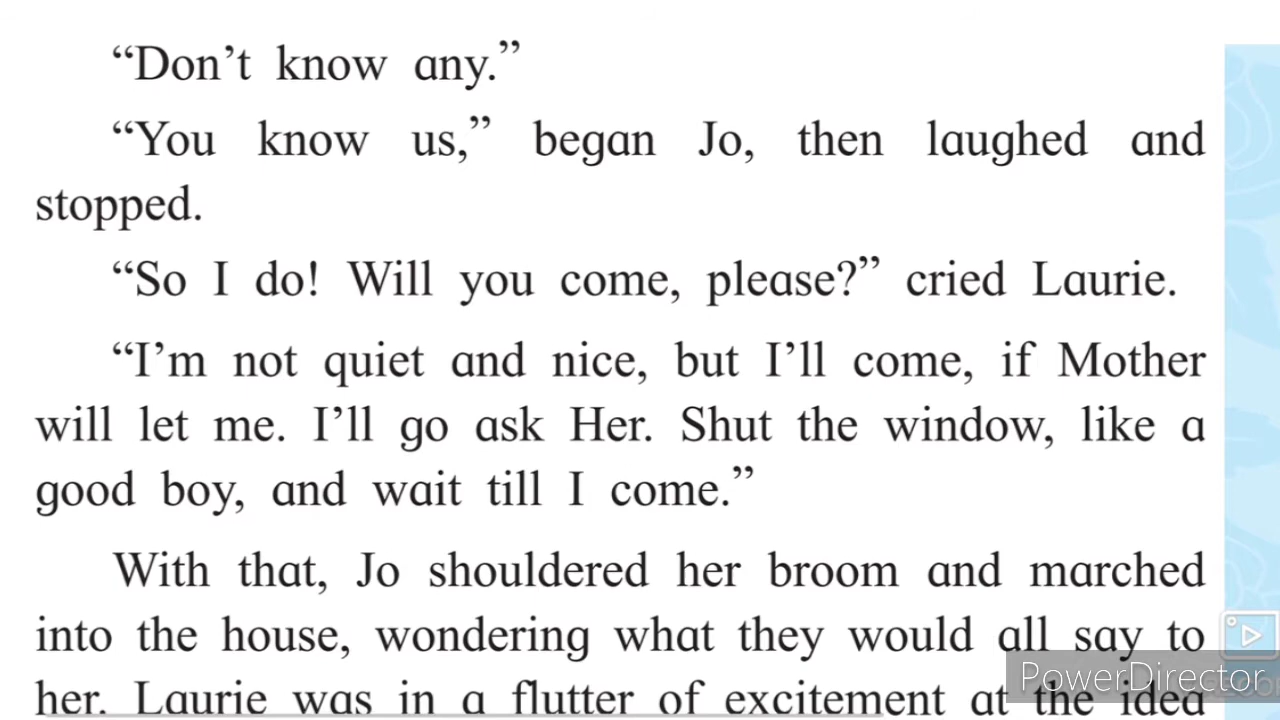 “Don’t know any.”
“You know us,” began Jo, then laughed and
stopped.
“So I do! Will you come, please?” cried Laurie.
“I’m not quiet and nice, but I’ll come, if Mother
will let me. I’ll go ask Her. Shut the window, like a
good boy, and wait till I come.”
With that, Jo shouldered her broom and marched
into the house, wondering what they would all say to
her. Laurie was in a flutter of excitement at the idea
PowerDirector